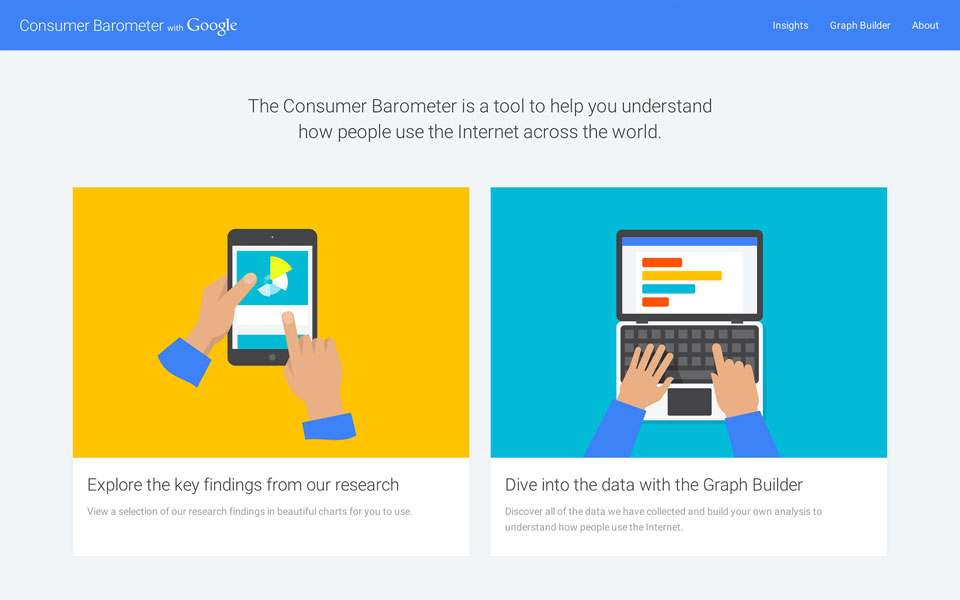 Consumer Barometer with Google
Insights
Graph Builder
About
The Consumer Barometer is a tool to help you understand
how people use the Internet across the world.
Explore the key findings from our research
View a selection of our research findings in beautiful charts for you to use.
Dive into the data with the Graph Builder
Discover all of the data we have collected and build your own analysis to
understand how people use the Internet.